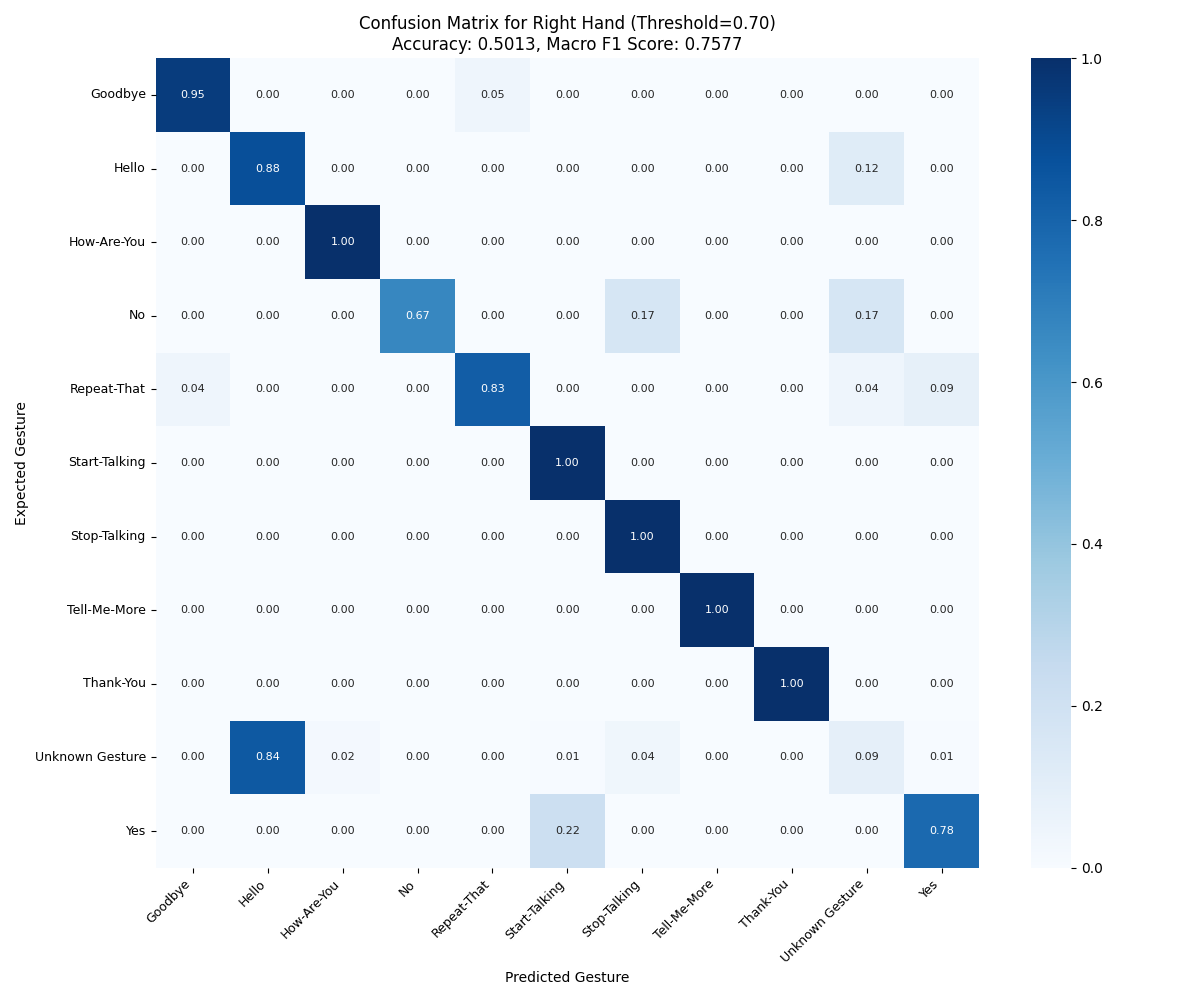 Confusion Matrix for Right Hand (Threshold=0.70)
Accuracy: 0.5013, Macro F1 Score: 0.7577
Expected Gesture
Goodbye 0.95 0.00 0.00 0.00 0.05 0.00 0.00 0.00 0.00 0.00 0.00
Hello 0.00 0.88 0.00 0.00 0.00 0.00 0.00 0.00 0.00 0.12 0.00
How-Are-You 0.00 0.00 1.00 0.00 0.00 0.00 0.00 0.00 0.00 0.00 0.00
No 0.00 0.00 0.00 0.67 0.00 0.00 0.17 0.00 0.00 0.17 0.00
Repeat-That 0.04 0.00 0.00 0.00 0.83 0.00 0.00 0.00 0.00 0.04 0.09
Start-Talking 0.00 0.00 0.00 0.00 0.00 1.00 0.00 0.00 0.00 0.00 0.00
Stop-Talking 0.00 0.00 0.00 0.00 0.00 0.00 1.00 0.00 0.00 0.00 0.00
Tell-Me-More 0.00 0.00 0.00 0.00 0.00 0.00 0.00 1.00 0.00 0.00 0.00
Thank-You 0.00 0.00 0.00 0.00 0.00 0.00 0.00 0.00 1.00 0.00 0.00
Unknown Gesture 0.00 0.84 0.02 0.00 0.00 0.01 0.04 0.00 0.00 0.09 0.01
Yes 0.00 0.00 0.00 0.00 0.00 0.22 0.00 0.00 0.00 0.00 0.78
Goodbye Hello How-Are-You No Repeat-That Start-Talking Stop-Talking Tell-Me-More Thank-You Unknown Gesture Yes
Predicted Gesture
1.0
0.8
0.6
0.4
0.2
0.0